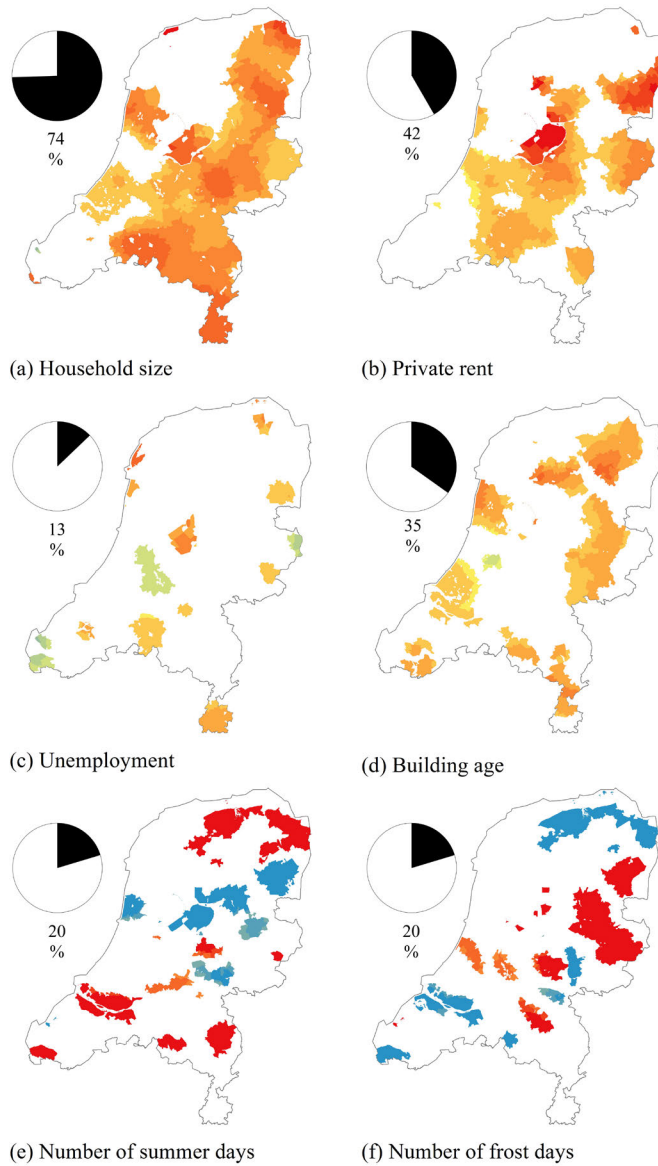 74
%
42
%
(a) Household size
(b) Private rent
13
%
35
%
(c) Unemployment
(d) Building age
20
%
20
%
(e) Number of summer days
(f) Number of frost days